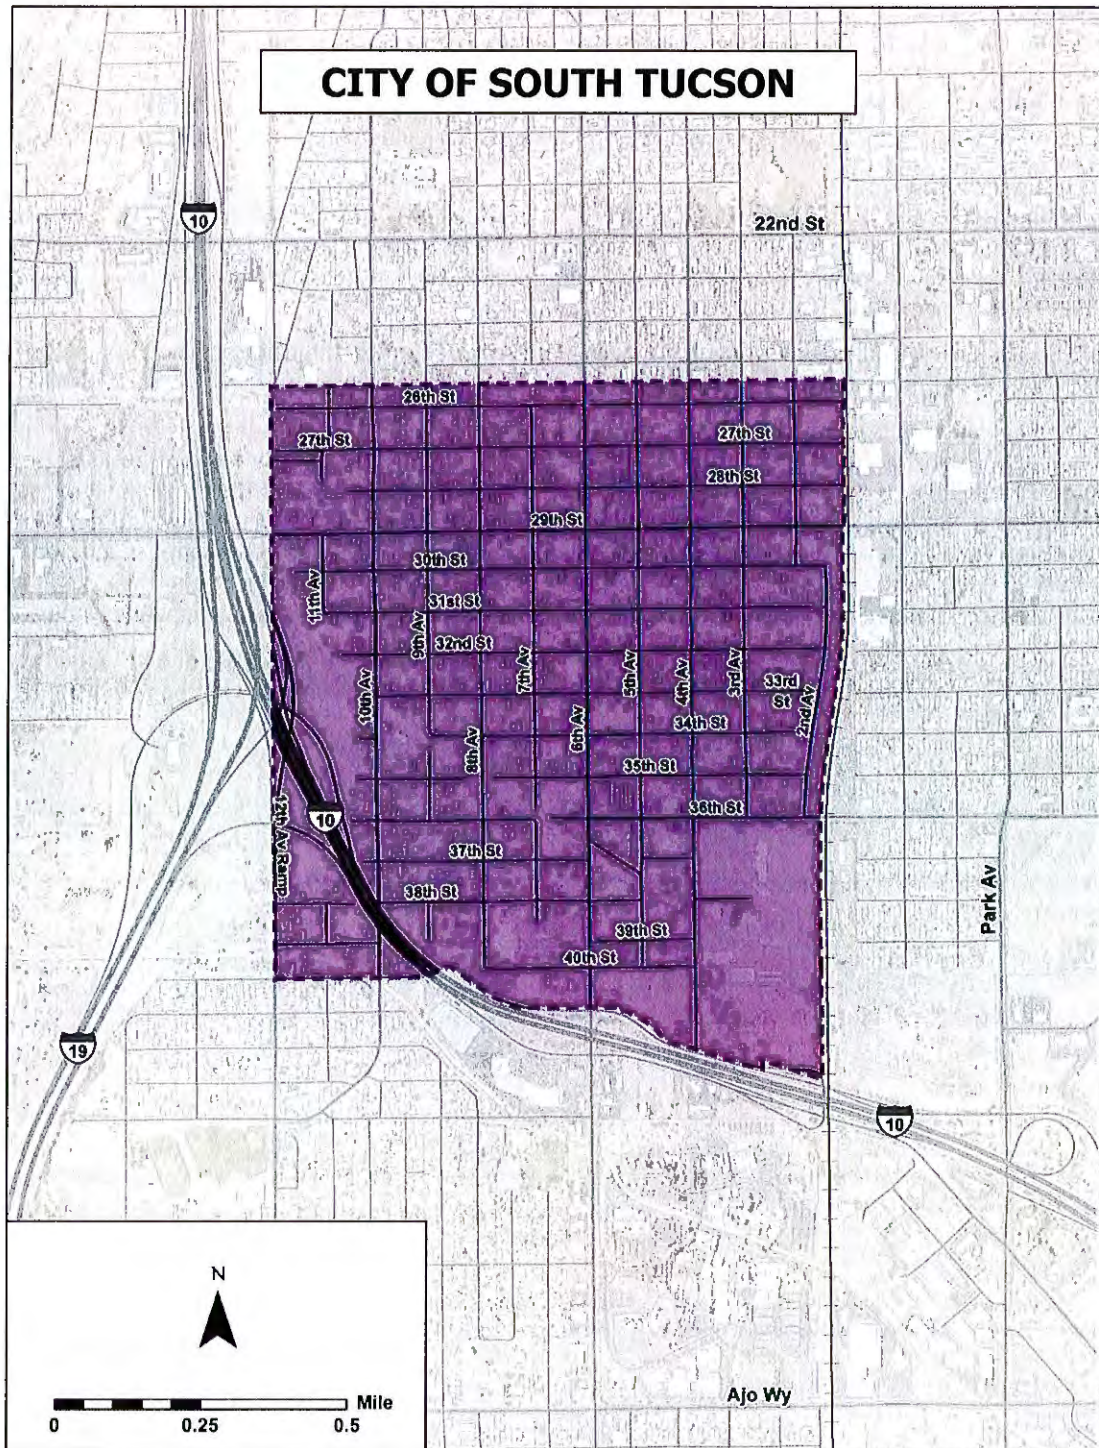 CITY OF SOUTH TUCSON
10
22nd St
26th St
27th St
27th St
28th St
29th St
30th St
11th Av
31st St
9th Av
32nd St
7th Av
5th Av
4th Av
3rd Av
33rd
St
10th Av
2nd Av
6th Av
34th St
8th Av
35th St
36th St
12th Av Ramp
10
37th St
38th St
Park Av
39th St
40th St
19
10
N
Mile
0 0.25 0.5
Ajo Wy